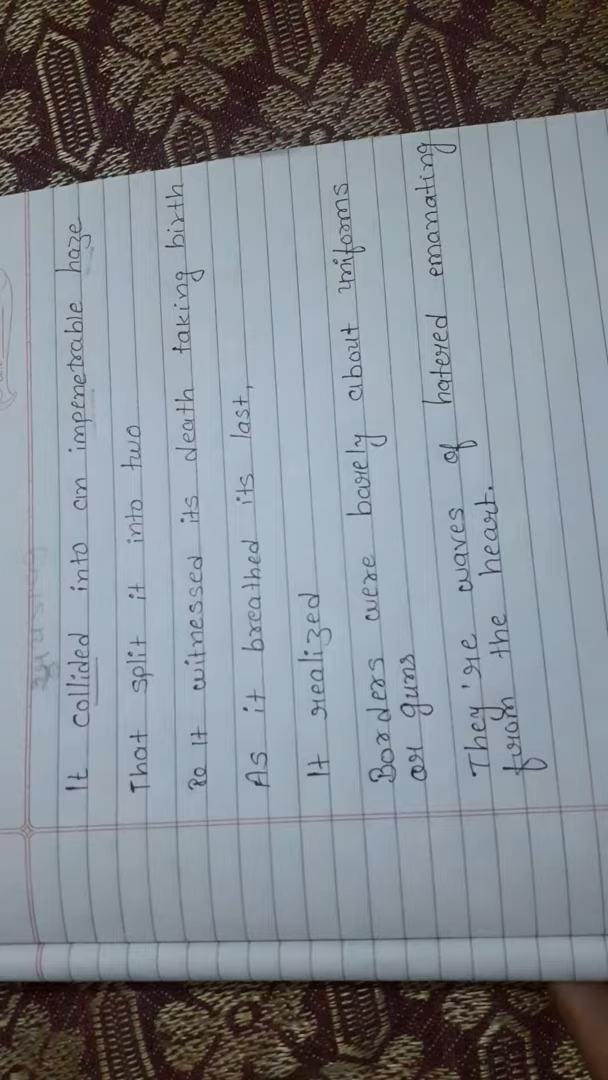 It collided into an impenetrable haze
That split it into two
It witnessed its death taking birth
As it breathed its last,
It realized
Borders were barely about uniforms
or guns
They're waves of hatered emanating
from the heart.